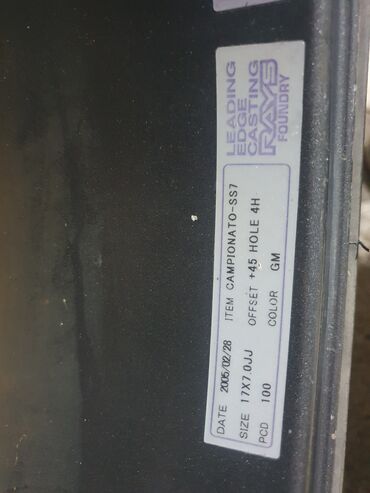 DATE 2005/02/28 ITEM CAMPIONATO-SS7
SIZE 17X7.0JJ OFFSET +45 HOLE 4H
PCD 100 COLOR GM
LEADING
EDGE
CASTING
RAYS
FOUNDRY